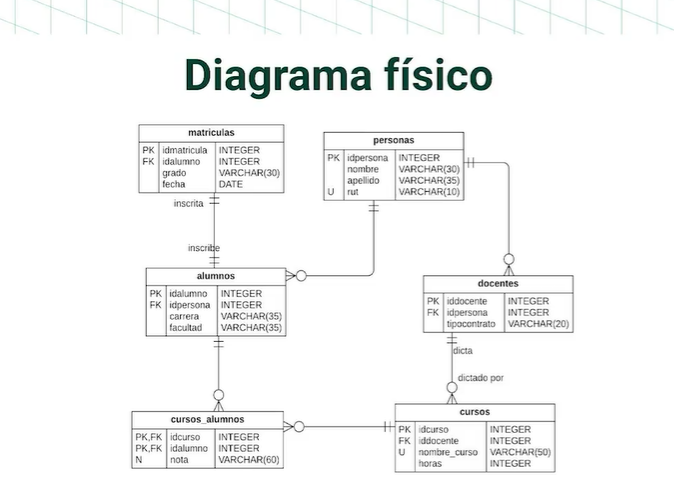 Diagrama físico
matriculas
PK idmatricula INTEGER
FK idalumno INTEGER
grado VARCHAR(30)
fecha DATE
personas
PK idpersona INTEGER
nombre VARCHAR(30)
apellido VARCHAR(35)
U rut VARCHAR(10)
inscrita
inscribe
alumnos
PK idalumno INTEGER
FK idpersona INTEGER
carrera VARCHAR(35)
facultad VARCHAR(35)
docentes
PK iddocente INTEGER
FK idpersona INTEGER
tipocontrato VARCHAR(20)
dicta
dictado por
cursos_alumnos
PK,FK idcurso INTEGER
PK,FK idalumno INTEGER
N nota VARCHAR(60)
cursos
PK idcurso INTEGER
FK iddocente INTEGER
U nombre_curso VARCHAR(50)
horas INTEGER